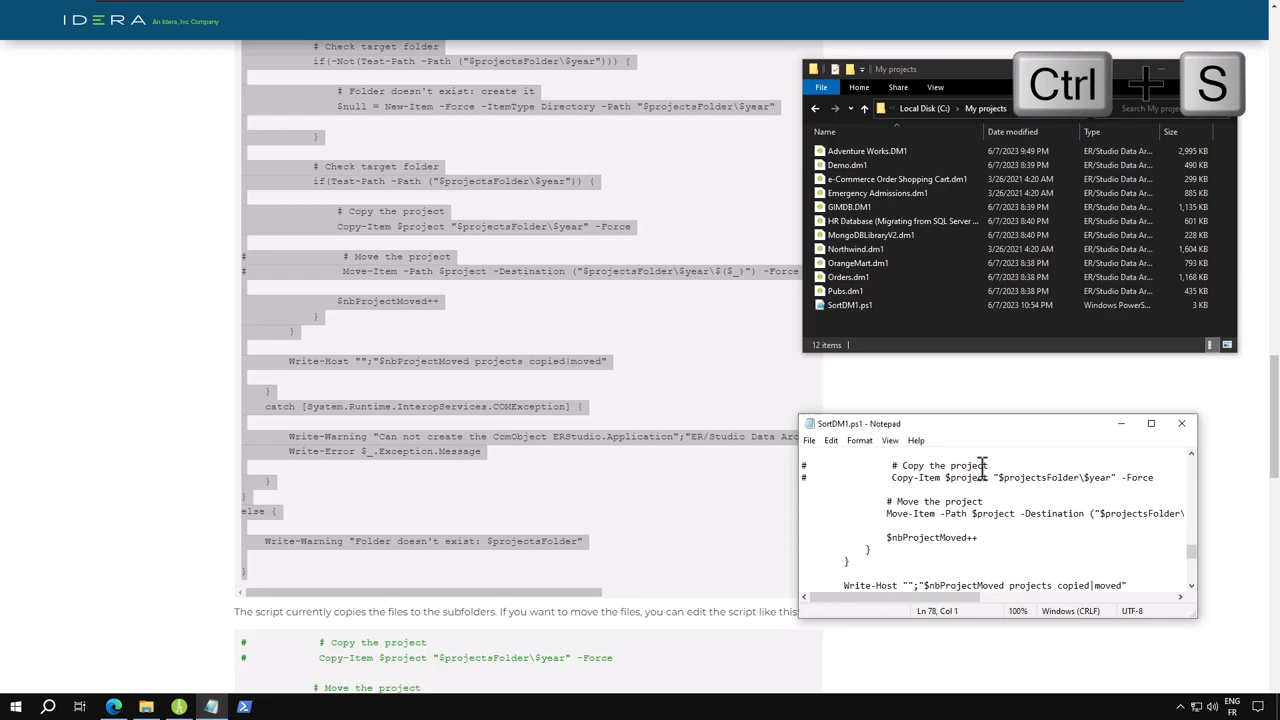 IDERA An Idera, Inc Company
# Check target folder
if(-Not(Test-Path -Path ("$projectsFolder\$year"))) {
# Folder doesn't exist: create it
$null = New-Item -Force -ItemType Directory -Path "$projectsFolder\$year"
}
# Check target folder
if(Test-Path -Path ("$projectsFolder\$year")) {
# Copy the project
Copy-Item $project "$projectsFolder\$year" -Force
# # Move the project
# Move-Item -Path $project -Destination ("$projectsFolder\$year\$($_)") -Force
$nbProjectMoved++
}
}
Write-Host "";"$nbProjectMoved projects copied|moved"
}
catch [System.Runtime.InteropServices.COMException] {
Write-Warning "Can not create the ComObject ERStudio.Application";"ER/Studio Data Ar
Write-Error $_.Exception.Message
}
}
else {
Write-Warning "Folder doesn't exist: $projectsFolder"
}
The script currently copies the files to the subfolders. If you want to move the files, you can edit the script like this
# # Copy the project
# Copy-Item $project "$projectsFolder\$year" -Force
# Move the project
My projects
Ctrl + S
File Home Share View
Local Disk (C:) My projects Search My proj
Name Date modified Type Size
Adventure Works.DM1 6/7/2023 9:49 PM ER/Studio Data Ar... 2,995 KB
Demo.dm1 6/7/2023 8:39 PM ER/Studio Data Ar... 490 KB
e-Commerce Order Shopping Cart.dm1 3/26/2021 4:20 AM ER/Studio Data Ar... 299 KB
Emergency Admissions.dm1 3/26/2021 4:20 AM ER/Studio Data Ar... 885 KB
GIMDB.DM1 6/7/2023 8:39 PM ER/Studio Data Ar... 1,135 KB
HR Database (Migrating from SQL Server ... 6/7/2023 8:40 PM ER/Studio Data Ar... 601 KB
MongoDBLibraryV2.dm1 6/7/2023 8:40 PM ER/Studio Data Ar... 228 KB
Northwind.dm1 3/26/2021 4:20 AM ER/Studio Data Ar... 1,604 KB
OrangeMart.dm1 6/7/2023 8:38 PM ER/Studio Data Ar... 793 KB
Orders.dm1 6/7/2023 8:38 PM ER/Studio Data Ar... 1,168 KB
Pubs.dm1 6/7/2023 8:38 PM ER/Studio Data Ar... 435 KB
SortDM1.ps1 6/7/2023 10:54 PM Windows PowerS... 3 KB
12 items
SortDM1.ps1 - Notepad
File Edit Format View Help
# # Copy the project
# Copy-Item $project "$projectsFolder\$year" -Force
# Move the project
Move-Item -Path $project -Destination ("$projectsFolder\
$nbProjectMoved++
}
}
Write-Host "";"$nbProjectMoved projects copied|moved"
Ln 78, Col 1 100% Windows (CRLF) UTF-8
ENG
FR